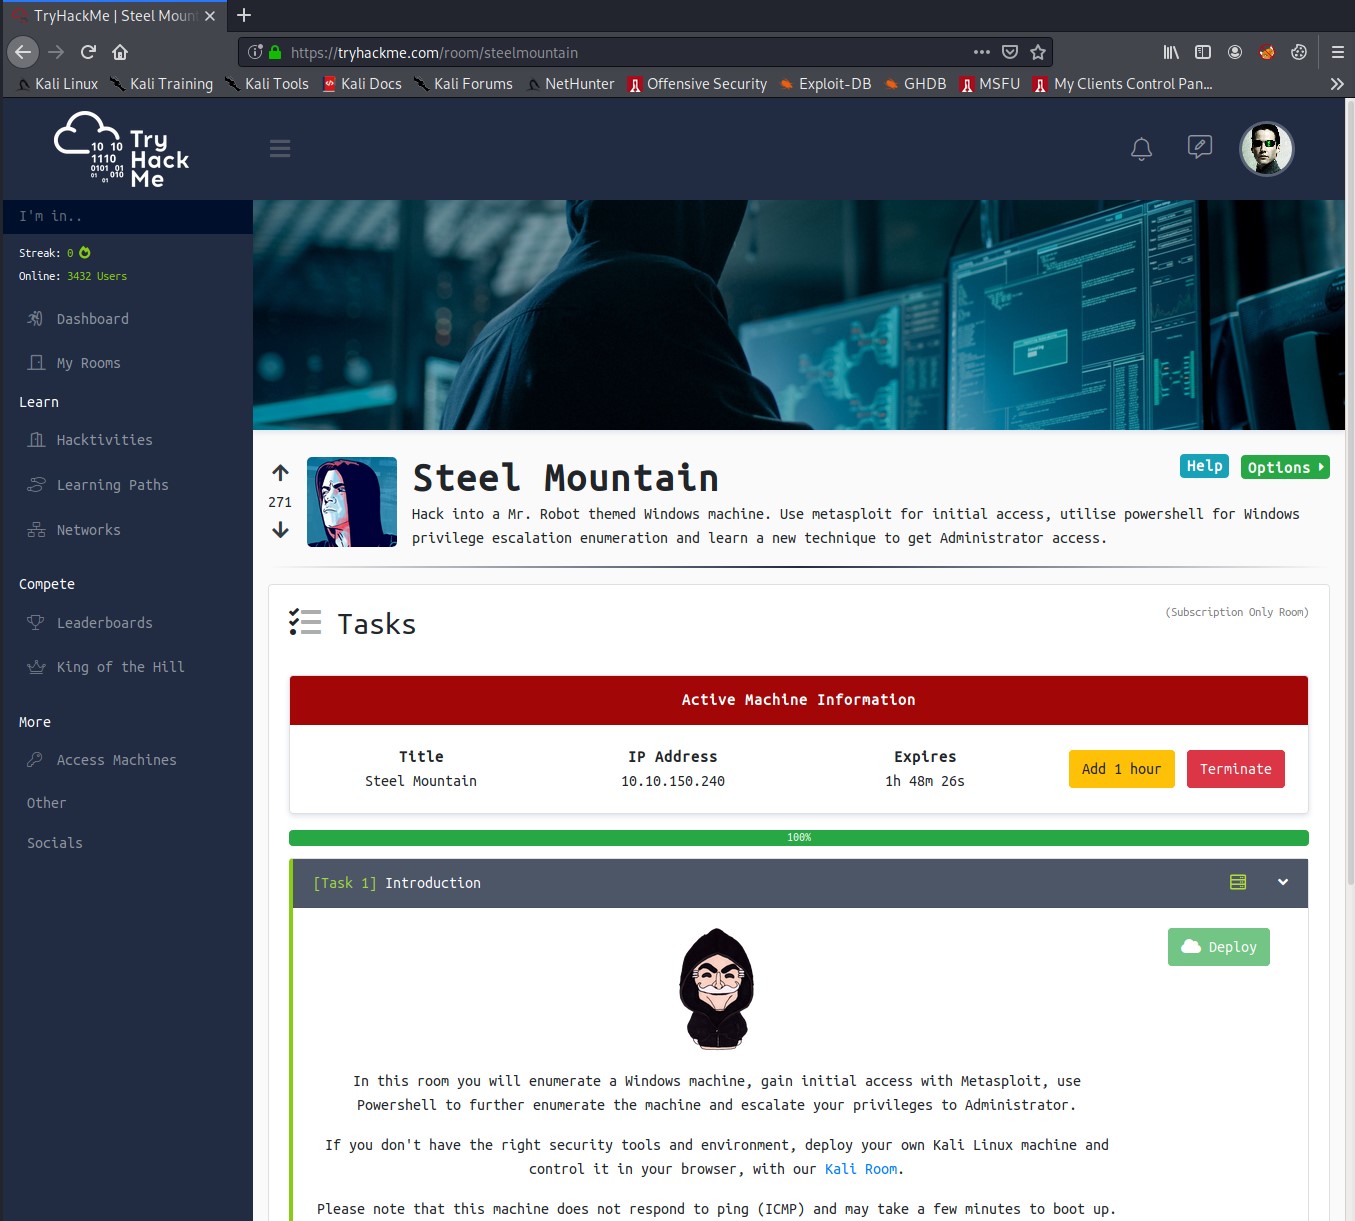 TryHackMe | Steel Moun
https://tryhackme.com/room/steelmountain
Kali Linux Kali Training Kali Tools Kali Docs Kali Forums NetHunter Offensive Security Exploit-DB GHDB MSFU My Clients Control Pan...
10 10 Try
1110 Hack
0101 01
01 010 Me
01
I'm in..
Streak: 0
Online: 3432 Users
Dashboard
My Rooms
Learn
Hacktivities
Learning Paths
Networks
Compete
Leaderboards
King of the Hill
More
Access Machines
Other
Socials
271
Steel Mountain
Help Options
Hack into a Mr. Robot themed Windows machine. Use metasploit for initial access, utilise powershell for Windows
privilege escalation enumeration and learn a new technique to get Administrator access.
Tasks
(Subscription Only Room)
Active Machine Information
Title IP Address Expires
Steel Mountain 10.10.150.240 1h 48m 26s
Add 1 hour Terminate
100%
[Task 1] Introduction
Deploy
In this room you will enumerate a Windows machine, gain initial access with Metasploit, use
Powershell to further enumerate the machine and escalate your privileges to Administrator.
If you don't have the right security tools and environment, deploy your own Kali Linux machine and
control it in your browser, with our Kali Room.
Please note that this machine does not respond to ping (ICMP) and may take a few minutes to boot up.